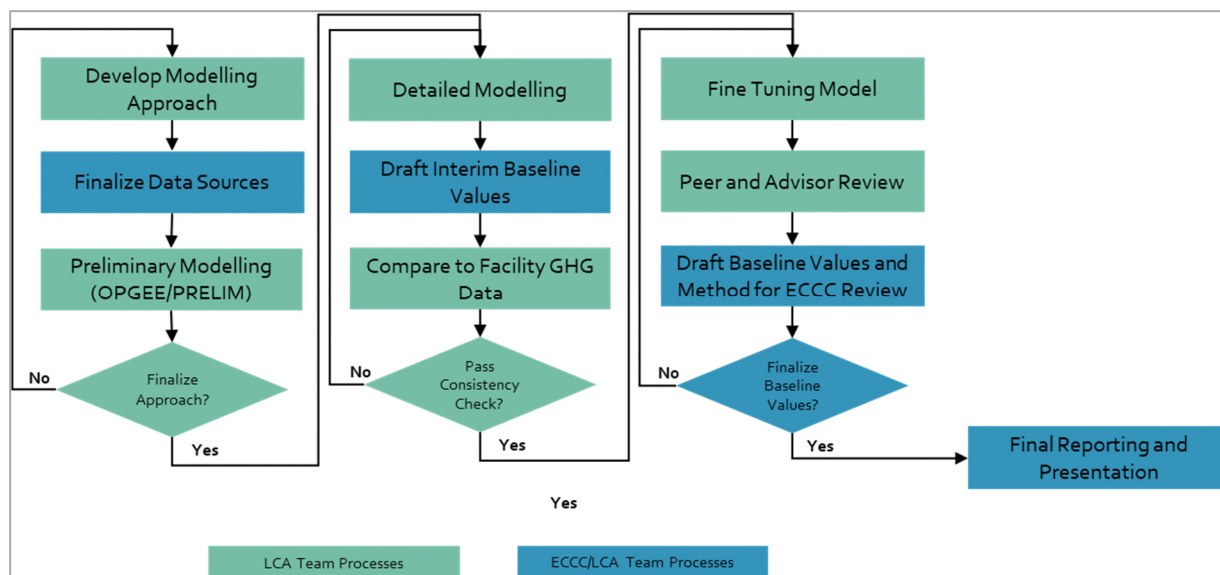 Develop Modelling
Approach
Finalize Data Sources
Preliminary Modelling
(OPGEE/PRELIM)
No
Finalize
Approach?
Yes
Detailed Modelling
Draft Interim Baseline
Values
Compare to Facility GHG
Data
No
Pass
Consistency
Check?
Yes
Fine Tuning Model
Peer and Advisor Review
Draft Baseline Values and
Method for ECCC Review
No
Finalize
Baseline
Values?
Yes
Final Reporting and
Presentation
Yes
LCA Team Processes
ECCC/LCA Team Processes